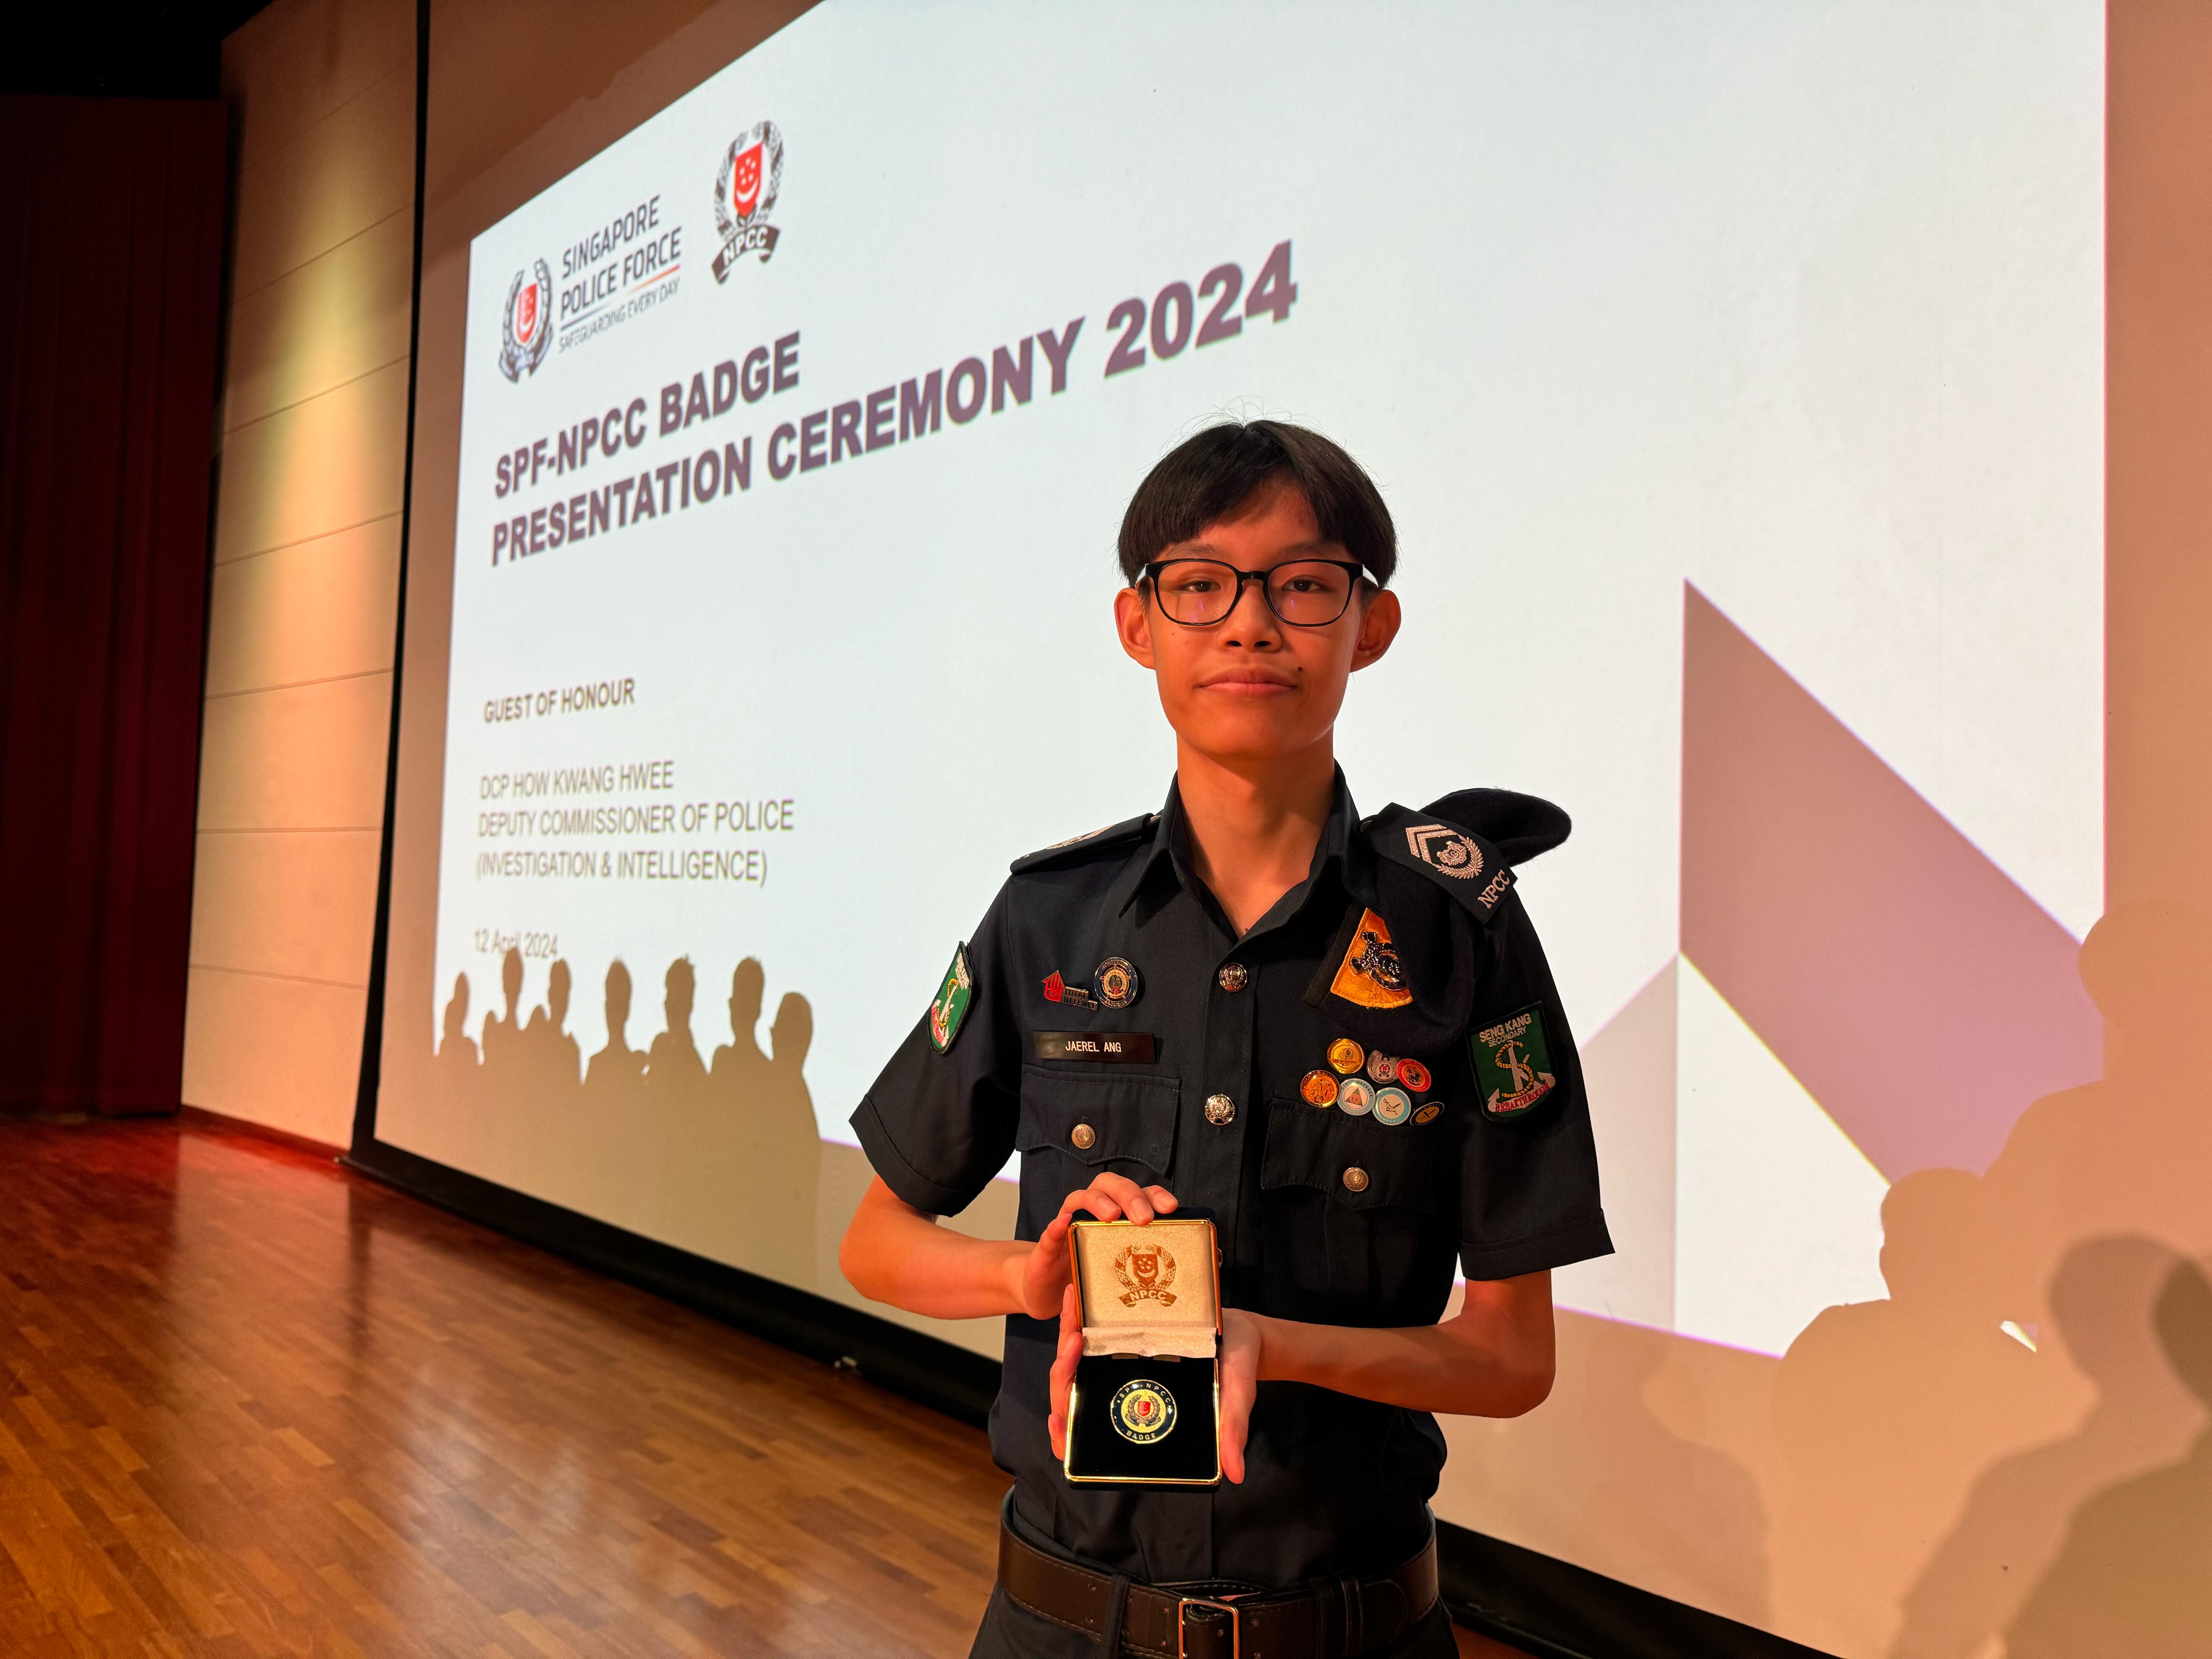 SINGAPORE
POLICE FORCE
SAFEGUARDING EVERY DAY
NPCC
SPF-NPCC BADGE
PRESENTATION CEREMONY 2024
GUEST OF HONOUR
DCP HOW KWANG HWEE
DEPUTY COMMISSIONER OF POLICE
(INVESTIGATION & INTELLIGENCE)
12 April 2024
NPCC
TOTAL
DEFENCE
JAEREL ANG
SENG KANG
SECONDARY
NPCC
SPF-NPCC
BADGE